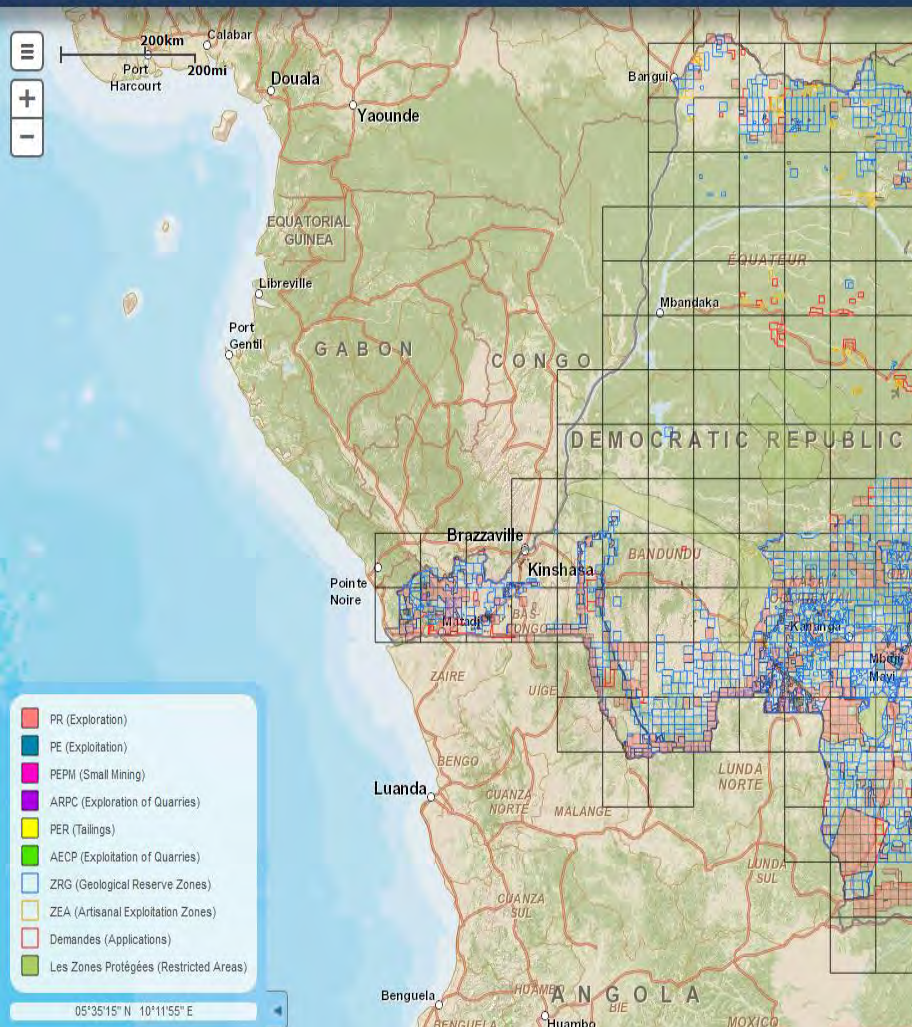 200km
Calabar
200mi
Port
Harcourt
Douala
Yaounde
Bangui
EQUATORIAL
GUINEA
ÉQUATEUR
Libreville
Mbandaka
Port
Gentil
GABON
CONGO
DEMOCRATIC REPUBLIC
Brazzaville
Kinshasa
BANDUNDU
Pointe
Noire
BAS-
CONGO
Matadi
KASAI
OCCIDENTAL
Kananga
Mbuji-
Mayi
ZAIRE
UÍGE
BENGO
Luanda
CUANZA
NORTE
MALANGE
LUNDA
NORTE
LUNDA
SUL
CUANZA
SUL
Benguela
HUAMBO
ANGOLA
BIE
BENGUELA
Huambo
MOXICO
PR (Exploration)
PE (Exploitation)
PEPM (Small Mining)
ARPC (Exploration of Quarries)
PER (Tailings)
AECP (Exploitation of Quarries)
ZRG (Geological Reserve Zones)
ZEA (Artisanal Exploitation Zones)
Demandes (Applications)
Les Zones Protégées (Restricted Areas)
05°35'15" N 10°11'55" E